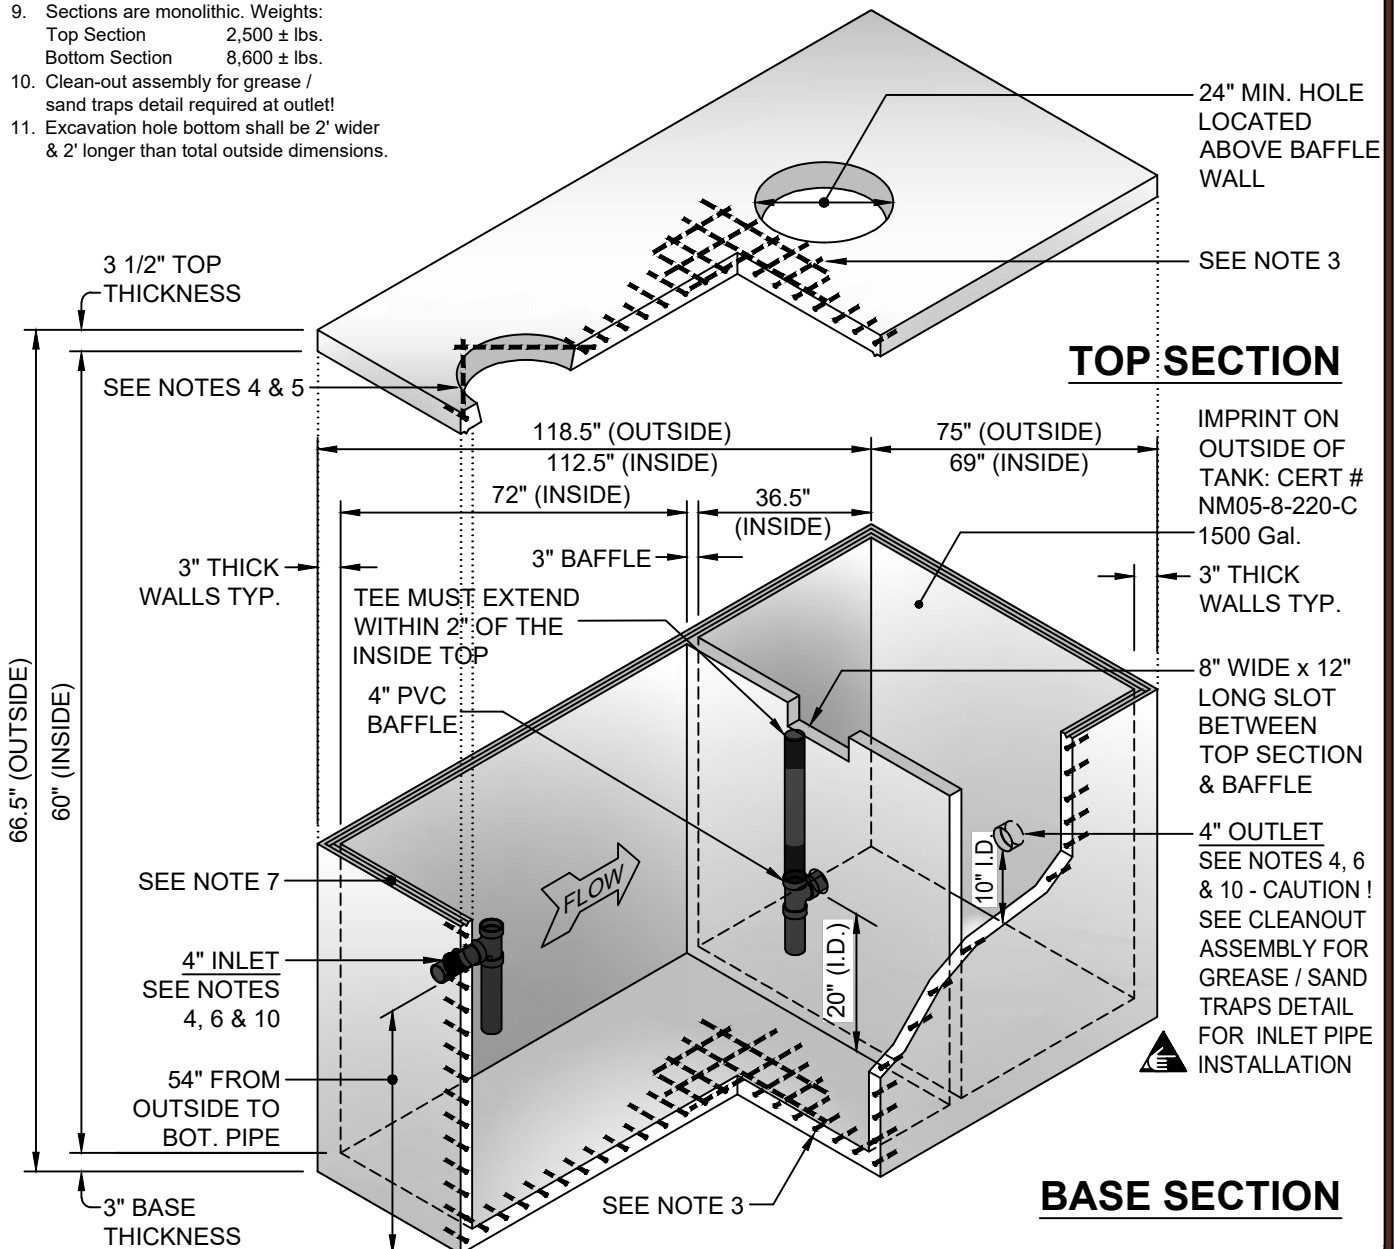 9. Sections are monolithic. Weights:
Top Section 2,500 ± lbs.
Bottom Section 8,600 ± lbs.
10. Clean-out assembly for grease /
sand traps detail required at outlet!
11. Excavation hole bottom shall be 2' wider
& 2' longer than total outside dimensions.
24" MIN. HOLE
LOCATED
ABOVE BAFFLE
WALL
3 1/2" TOP
THICKNESS
SEE NOTE 3
TOP SECTION
SEE NOTES 4 & 5
118.5" (OUTSIDE)
112.5" (INSIDE)
75" (OUTSIDE)
69" (INSIDE)
IMPRINT ON
OUTSIDE OF
TANK: CERT #
NM05-8-220-C
1500 Gal.
72" (INSIDE)
36.5"
(INSIDE)
3" BAFFLE
3" THICK
WALLS TYP.
3" THICK
WALLS TYP.
TEE MUST EXTEND
WITHIN 2" OF THE
INSIDE TOP
4" PVC
BAFFLE
8" WIDE x 12"
LONG SLOT
BETWEEN
TOP SECTION
& BAFFLE
66.5" (OUTSIDE)
60" (INSIDE)
SEE NOTE 7
FLOW
10" I.D.
20" (I.D.)
4" OUTLET
SEE NOTES 4, 6
& 10 - CAUTION !
SEE CLEANOUT
ASSEMBLY FOR
GREASE / SAND
TRAPS DETAIL
FOR INLET PIPE
INSTALLATION
4" INLET
SEE NOTES
4, 6 & 10
54" FROM
OUTSIDE TO
BOT. PIPE
3" BASE
THICKNESS
SEE NOTE 3
BASE SECTION